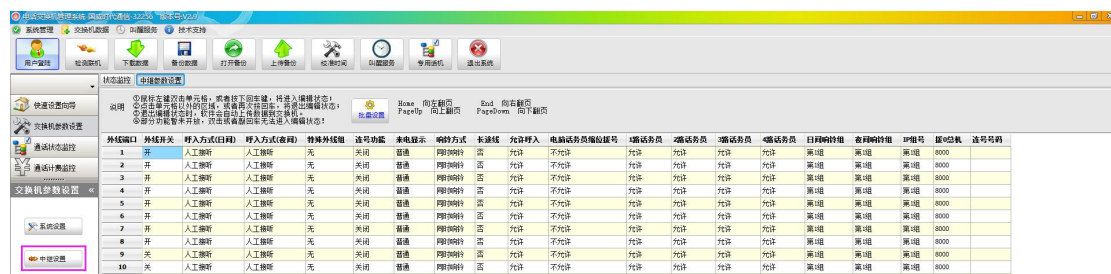 电话交换机管理系统 国威时代通信-32256 版本号:V2.9
系统管理 交换机数据 叫醒服务 技术支持
用户登陆 检测联机 下载数据 备份数据 打开备份 上传备份 校准时间 叫醒服务 专用话机 退出系统
状态监控 中继参数设置
快速设置向导
交换机参数设置
通话状态监控
通话计费监控
交换机参数设置 «
系统设置
中继设置
说明
①鼠标左键双击单元格，或者按下回车键，将进入编辑状态；
②点击单元格以外的区域，或者再次按回车，将退出编辑状态；
③退出编辑状态时，软件会自动上传数据到交换机。
④部分功能暂未开放，双击或者敲回车无法进入编辑状态！
批量设置
Home 向左翻页 End 向右翻页
PageUp 向上翻页 PageDown 向下翻页
外线端口 外线开关 呼入方式(日间) 呼入方式(夜间) 特殊外线组 连号功能 来电显示 响铃方式 长途线 允许呼入 电脑话务员缩位拨号 1路话务员 2路话务员 3路话务员 4路话务员 日间响铃组 夜间响铃组 IP组号 拨0总机 连号号码
1 开 人工接听 人工接听 无 关闭 普通 同时响铃 否 允许 不允许 允许 允许 允许 允许 第1组 第1组 第1组 8000
2 开 人工接听 人工接听 无 关闭 普通 同时响铃 否 允许 不允许 允许 允许 允许 允许 第1组 第1组 第1组 8000
3 开 人工接听 人工接听 无 关闭 普通 同时响铃 否 允许 不允许 允许 允许 允许 允许 第1组 第1组 第1组 8000
4 开 人工接听 人工接听 无 关闭 普通 同时响铃 否 允许 不允许 允许 允许 允许 允许 第1组 第1组 第1组 8000
5 开 人工接听 人工接听 无 关闭 普通 同时响铃 否 允许 不允许 允许 允许 允许 允许 第1组 第1组 第1组 8000
6 开 人工接听 人工接听 无 关闭 普通 同时响铃 否 允许 不允许 允许 允许 允许 允许 第1组 第1组 第1组 8000
7 开 人工接听 人工接听 无 关闭 普通 同时响铃 否 允许 不允许 允许 允许 允许 允许 第1组 第1组 第1组 8000
8 开 人工接听 人工接听 无 关闭 普通 同时响铃 否 允许 不允许 允许 允许 允许 允许 第1组 第1组 第1组 8000
9 关 人工接听 人工接听 无 关闭 普通 同时响铃 否 允许 不允许 允许 允许 允许 允许 第1组 第1组 第1组 8000
10 关 人工接听 人工接听 无 关闭 普通 同时响铃 否 允许 不允许 允许 允许 允许 允许 第1组 第1组 第1组 8000